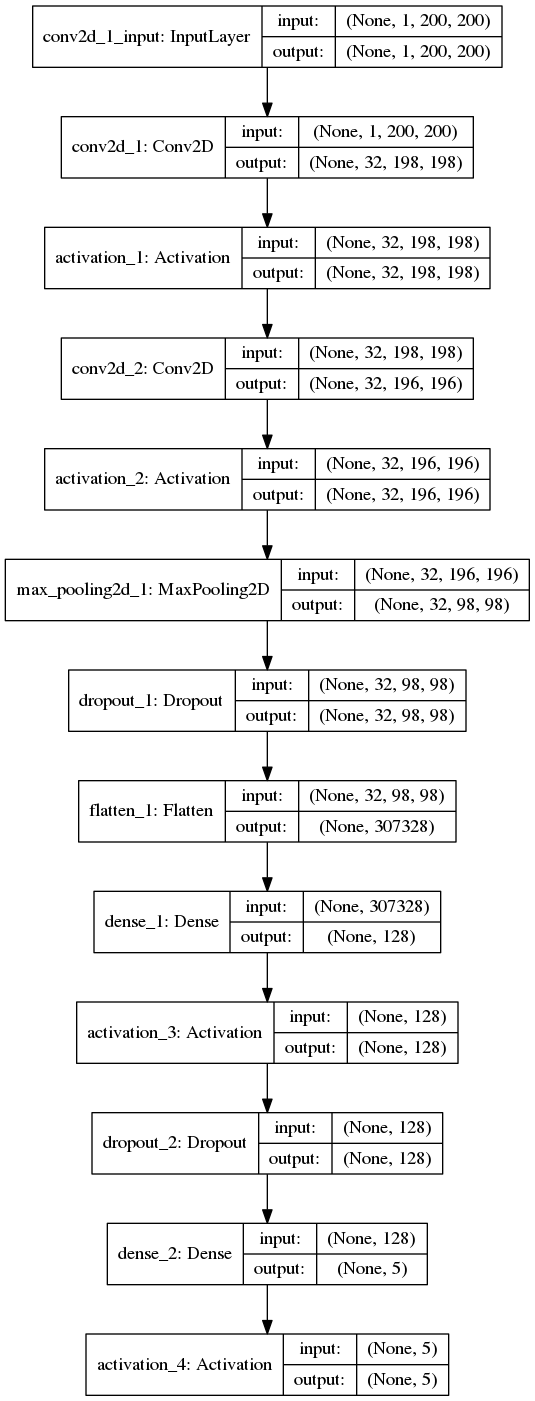 conv2d_1_input: InputLayer
input: (None, 1, 200, 200)
output: (None, 1, 200, 200)
conv2d_1: Conv2D
input: (None, 1, 200, 200)
output: (None, 32, 198, 198)
activation_1: Activation
input: (None, 32, 198, 198)
output: (None, 32, 198, 198)
conv2d_2: Conv2D
input: (None, 32, 198, 198)
output: (None, 32, 196, 196)
activation_2: Activation
input: (None, 32, 196, 196)
output: (None, 32, 196, 196)
max_pooling2d_1: MaxPooling2D
input: (None, 32, 196, 196)
output: (None, 32, 98, 98)
dropout_1: Dropout
input: (None, 32, 98, 98)
output: (None, 32, 98, 98)
flatten_1: Flatten
input: (None, 32, 98, 98)
output: (None, 307328)
dense_1: Dense
input: (None, 307328)
output: (None, 128)
activation_3: Activation
input: (None, 128)
output: (None, 128)
dropout_2: Dropout
input: (None, 128)
output: (None, 128)
dense_2: Dense
input: (None, 128)
output: (None, 5)
activation_4: Activation
input: (None, 5)
output: (None, 5)